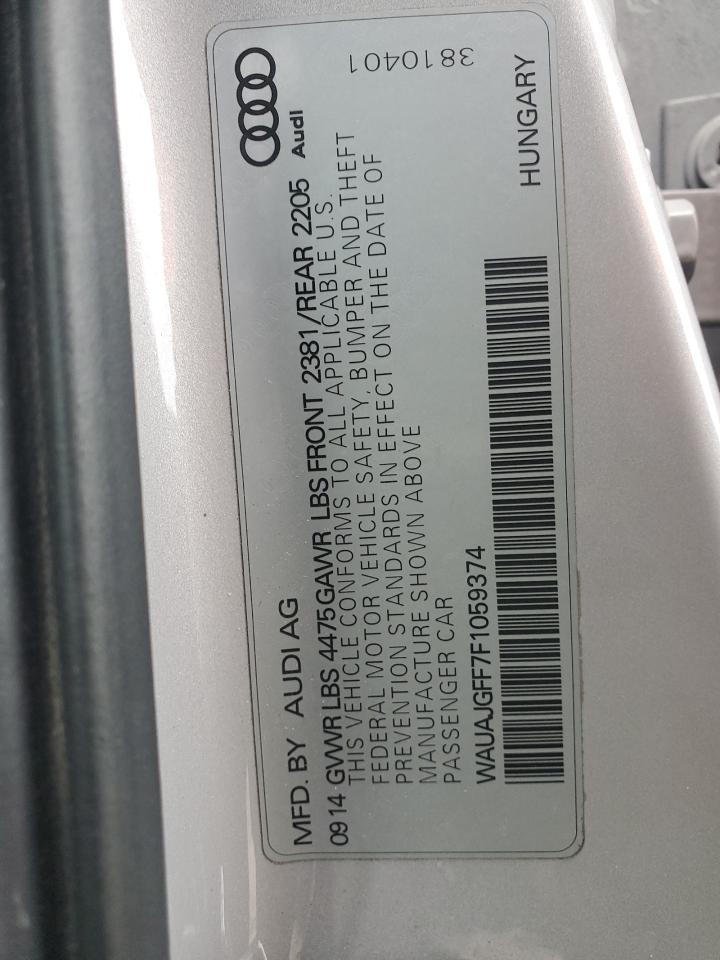 MFD. BY AUDI AG
Audi
0914 GVWR LBS 4475 GAWR LBS FRONT 2381/REAR 2205
THIS VEHICLE CONFORMS TO ALL APPLICABLE U.S.
FEDERAL MOTOR VEHICLE SAFETY, BUMPER AND THEFT
PREVENTION STANDARDS IN EFFECT ON THE DATE OF
MANUFACTURE SHOWN ABOVE
PASSENGER CAR
3810401
WAUAJGFF7F1059374
HUNGARY